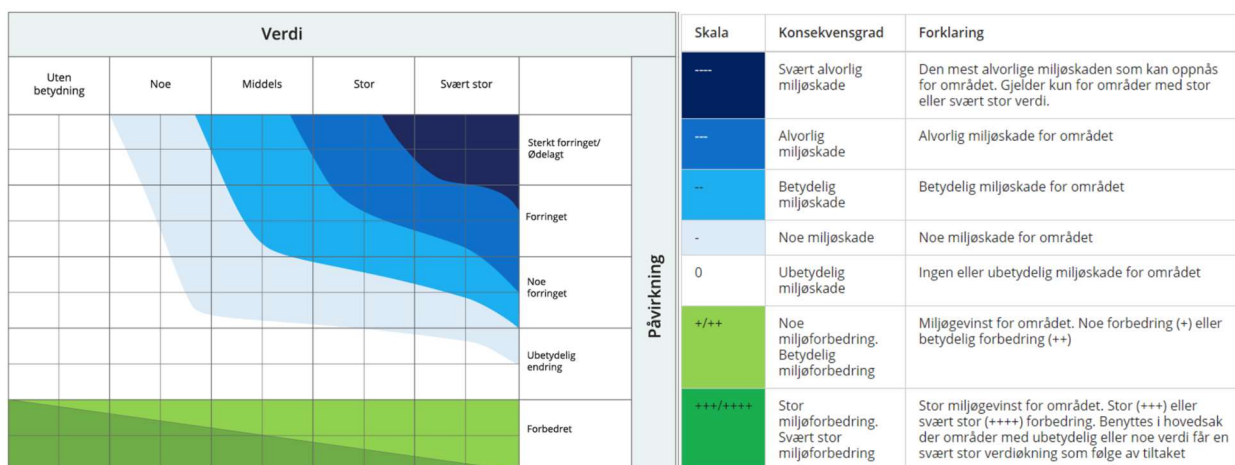 Verdi
Uten
betydning
Noe
Middels
Stor
Svært stor
Sterkt forringet/
Ødelagt
Forringet
Noe
forringet
Ubetydelig
endring
Forbedret
Påvirkning
Skala
Konsekvensgrad
Forklaring
----
Svært alvorlig
miljøskade
Den mest alvorlige miljøskaden som kan oppnås
for området. Gjelder kun for områder med stor
eller svært stor verdi.
---
Alvorlig
miljøskade
Alvorlig miljøskade for området
--
Betydelig
miljøskade
Betydelig miljøskade for området
-
Noe miljøskade
Noe miljøskade for området
0
Ubetydelig
miljøskade
Ingen eller ubetydelig miljøskade for området
+/++
Noe
miljøforbedring.
Betydelig
miljøforbedring
Miljøgevinst for området. Noe forbedring (+) eller
betydelig forbedring (++)
+++/++++
Stor
miljøforbedring.
Svært stor
miljøforbedring
Stor miljøgevinst for området. Stor (+++) eller
svært stor (++++) forbedring. Benyttes i hovedsak
der områder med ubetydelig eller noe verdi får en
svært stor verdiøkning som følge av tiltaket